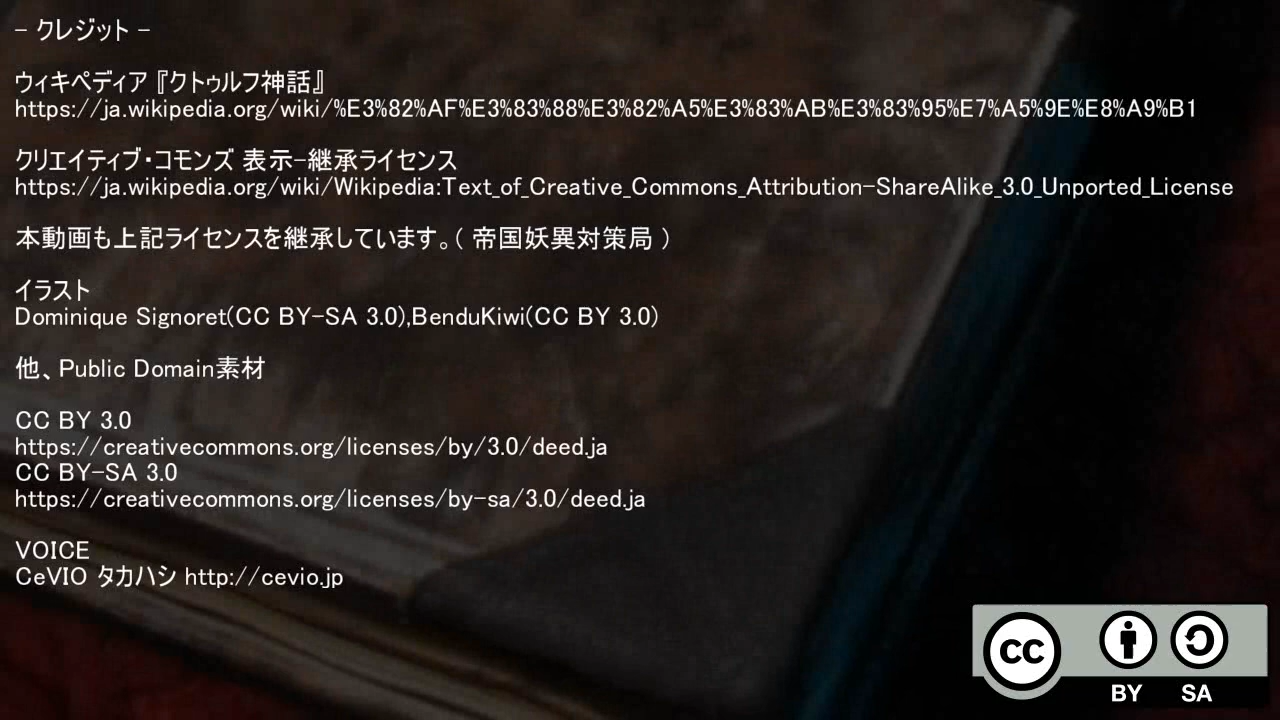 – クレジット –
ウィキペディア『クトゥルフ神話』
https://ja.wikipedia.org/wiki/%E3%82%AF%E3%83%88%E3%82%A5%E3%83%AB%E3%83%95%E7%A5%9E%E8%A9%B1
クリエイティブ・コモンズ 表示–継承ライセンス
https://ja.wikipedia.org/wiki/Wikipedia:Text_of_Creative_Commons_Attribution-ShareAlike_3.0_Unported_License
本動画も上記ライセンスを継承しています。( 帝国妖異対策局 )
イラスト
Dominique Signoret(CC BY-SA 3.0),BenduKiwi(CC BY 3.0)
他、Public Domain素材
CC BY 3.0
https://creativecommons.org/licenses/by/3.0/deed.ja
CC BY-SA 3.0
https://creativecommons.org/licenses/by-sa/3.0/deed.ja
VOICE
CeVIO タカハシ http://cevio.jp
cc
BY SA